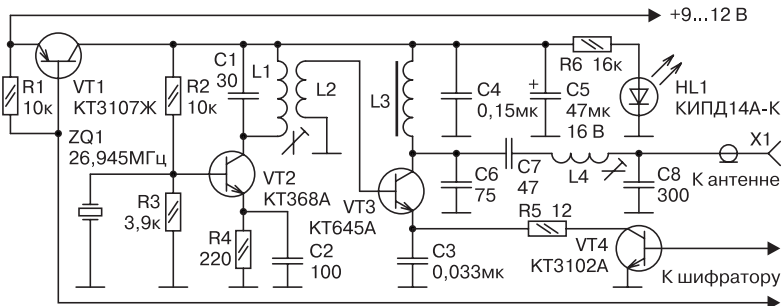 +9...12 В
R1
10к
VT1
КТ3107Ж
R2
10к
C1
30
L1
L2
L3
C4
0,15мк
+
C5
47мк
16 В
R6 16к
HL1
КИПД14А-К
ZQ1
26,945МГц
R3
3,9к
VT2
КТ368А
R4
220
C2
100
VT3
КТ645А
C3
0,033мк
C6
75
C7
47
L4
C8
300
X1
К антенне
R5 12
VT4
КТ3102А
К шифратору